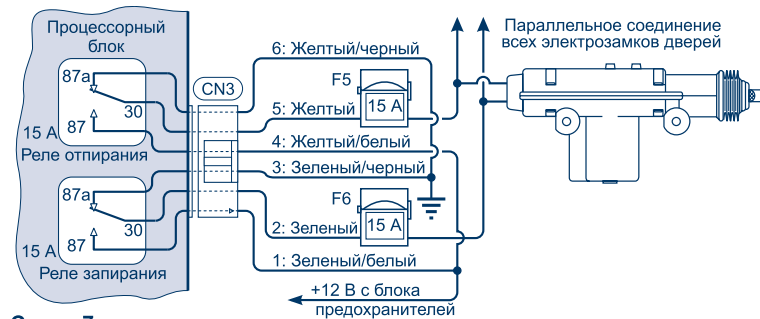 Процессорный
блок
87а
30
15 А
87
Реле отпирания
87а
30
15 А
87
Реле запирания
CN3
6: Желтый/черный
F5
15 А
5: Желтый
4: Желтый/белый
3: Зеленый/черный
F6
15 А
2: Зеленый
1: Зеленый/белый
+12 В с блока
предохранителей
Параллельное соединение
всех электрозамков дверей